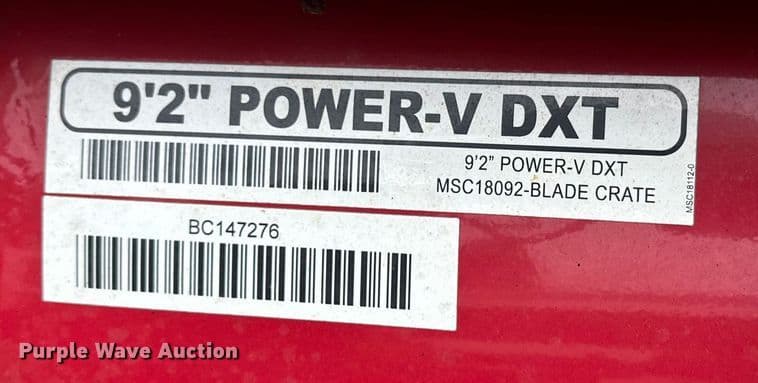 9'2" POWER-V DXT
9'2" POWER-V DXT
MSC18092-BLADE CRATE
MSC18112-0
BC147276
Purple Wave Auction